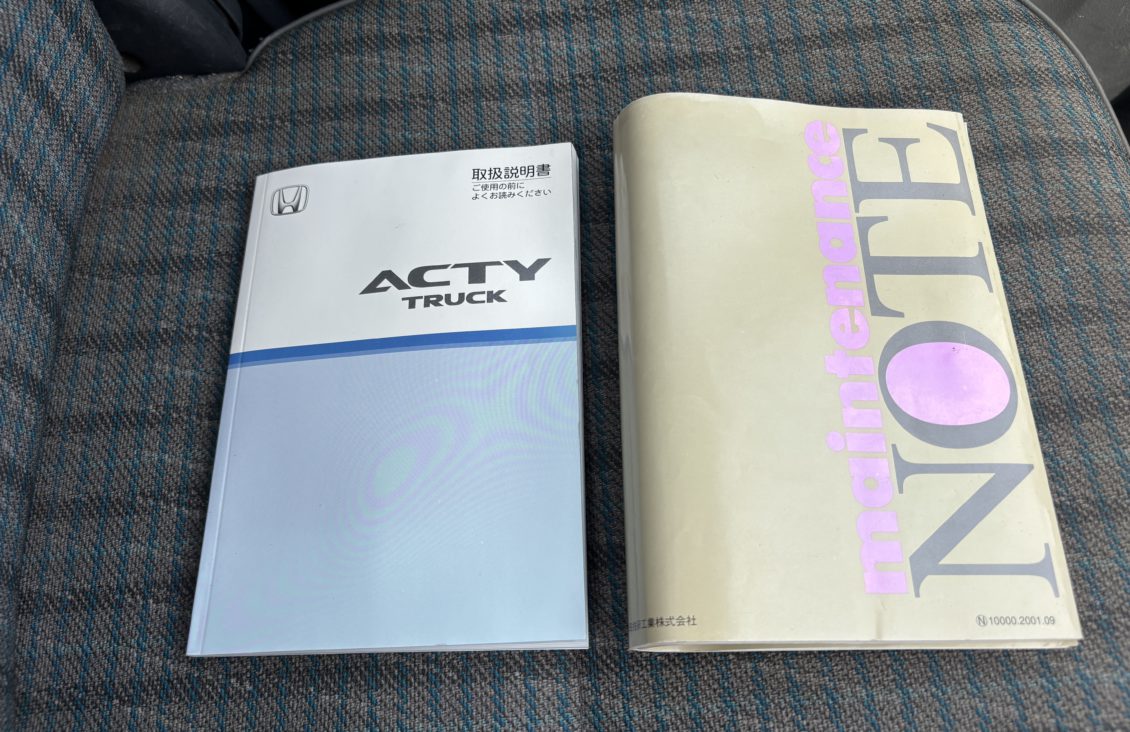 取扱説明書
ご使用の前に
よくお読みください
ACTY
TRUCK
maintenance
NOTE
工業株式会社
Ⓝ10000.2001.09